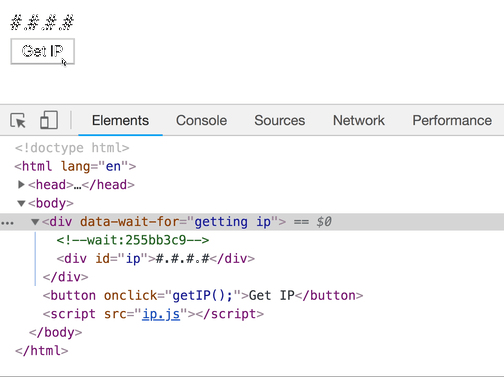 #.#.#.#
Get IP
Elements Console Sources Network Performance
<!doctype html>
<html lang="en">
<head>…</head>
<body>
… <div data-wait-for="getting ip"> == $0
<!--wait:255bb3c9-->
<div id="ip">#.#.#.#</div>
</div>
<button onclick="getIP();">Get IP</button>
<script src="ip.js"></script>
</body>
</html>